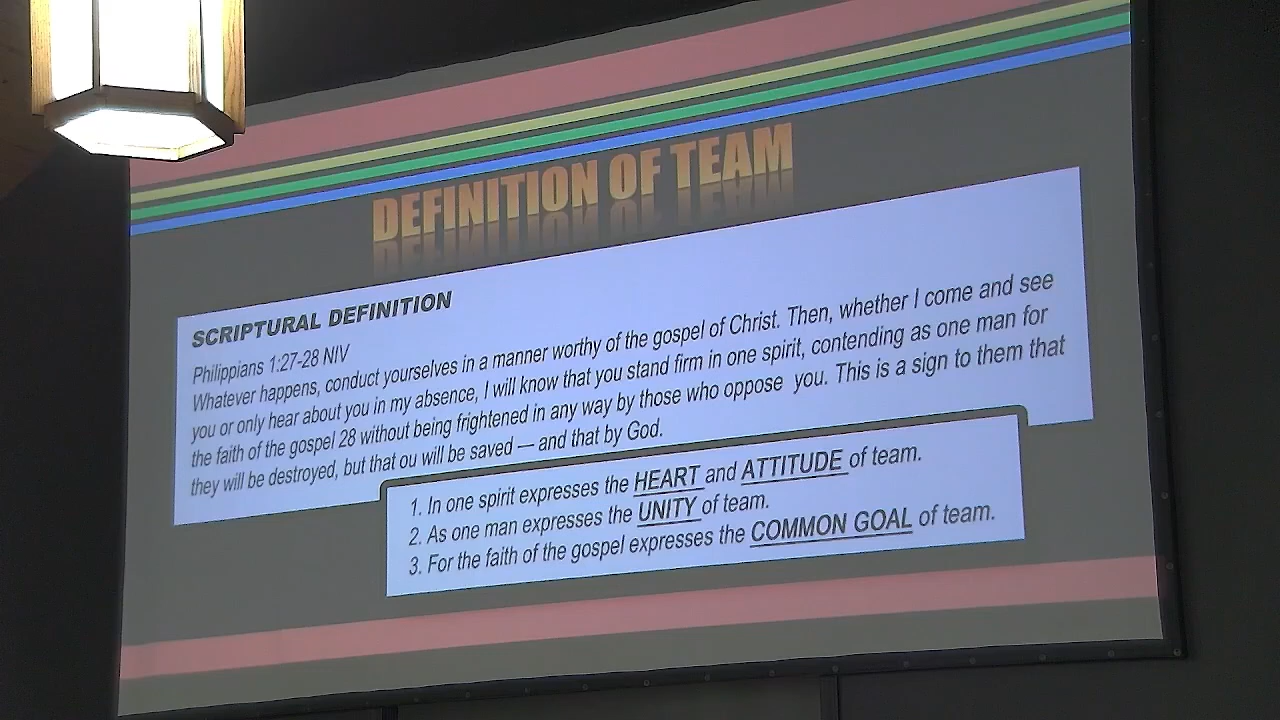 DEFINITION OF TEAM
SCRIPTURAL DEFINITION
Philippians 1:27-28 NIV
Whatever happens, conduct yourselves in a manner worthy of the gospel of Christ. Then, whether I come and see
you or only hear about you in my absence, I will know that you stand firm in one spirit, contending as one man for
the faith of the gospel 28 without being frightened in any way by those who oppose you. This is a sign to them that
they will be destroyed, but that ou will be saved — and that by God.
1. In one spirit expresses the HEART and ATTITUDE of team.
2. As one man expresses the UNITY of team.
3. For the faith of the gospel expresses the COMMON GOAL of team.